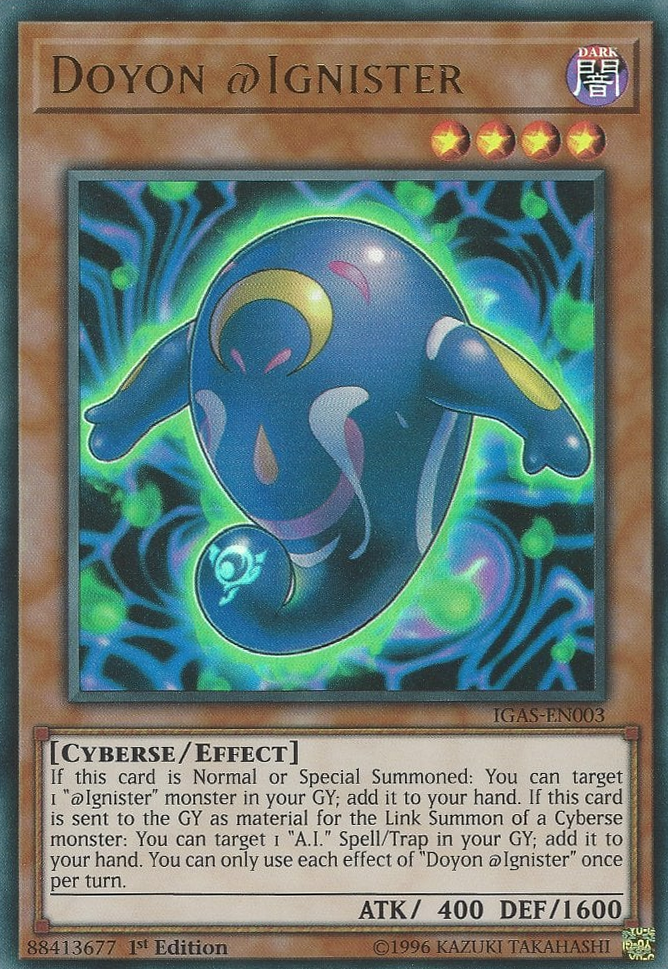 DOYON @IGNISTER
DARK
闇
IGAS-EN003
[CYBERSE/EFFECT]
If this card is Normal or Special Summoned: You can target
1 "@Ignister" monster in your GY; add it to your hand. If this card
is sent to the GY as material for the Link Summon of a Cyberse
monster: You can target 1 "A.I." Spell/Trap in your GY; add it to
your hand. You can only use each effect of "Doyon @Ignister" once
per turn.
ATK/ 400 DEF/1600
88413677 1st Edition ©1996 KAZUKI TAKAHASHI